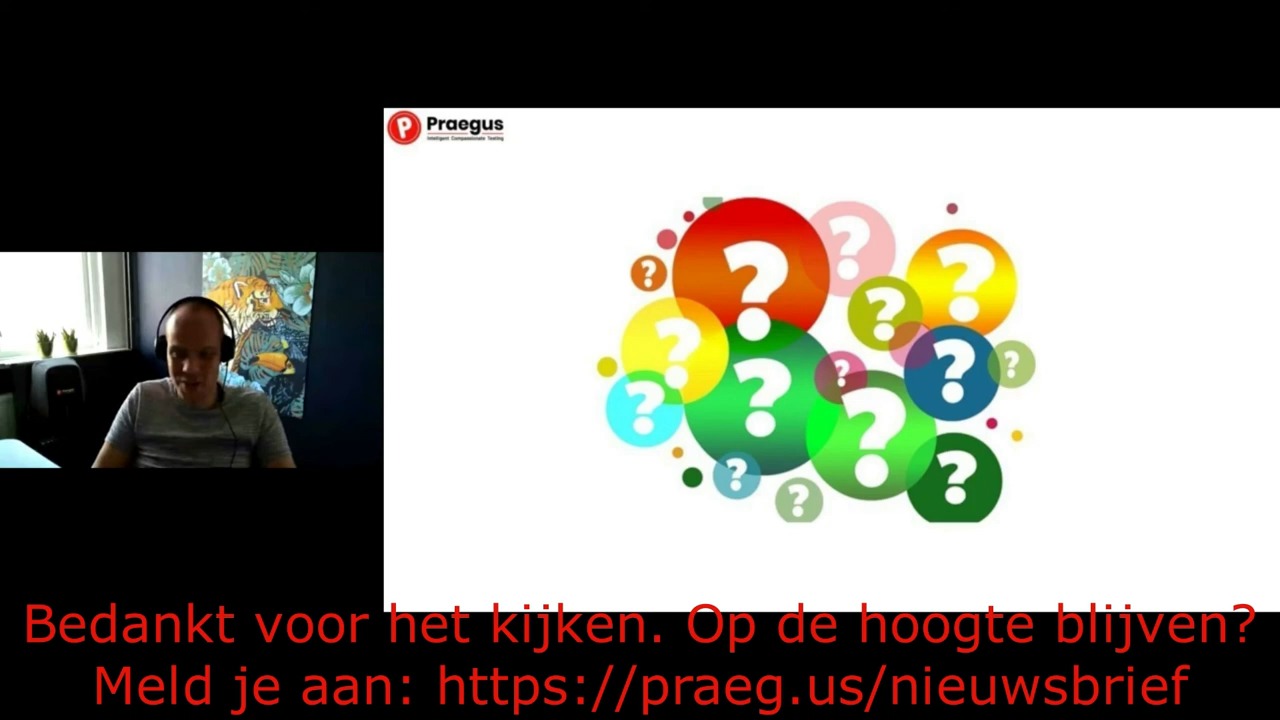 Praegus
Intelligent Compassionate Testing
? ? ?
? ?
? ? ? ?
? ? ?
? ? ?
Bedankt voor het kijken. Op de hoogte blijven?
Meld je aan: https://praeg.us/nieuwsbrief